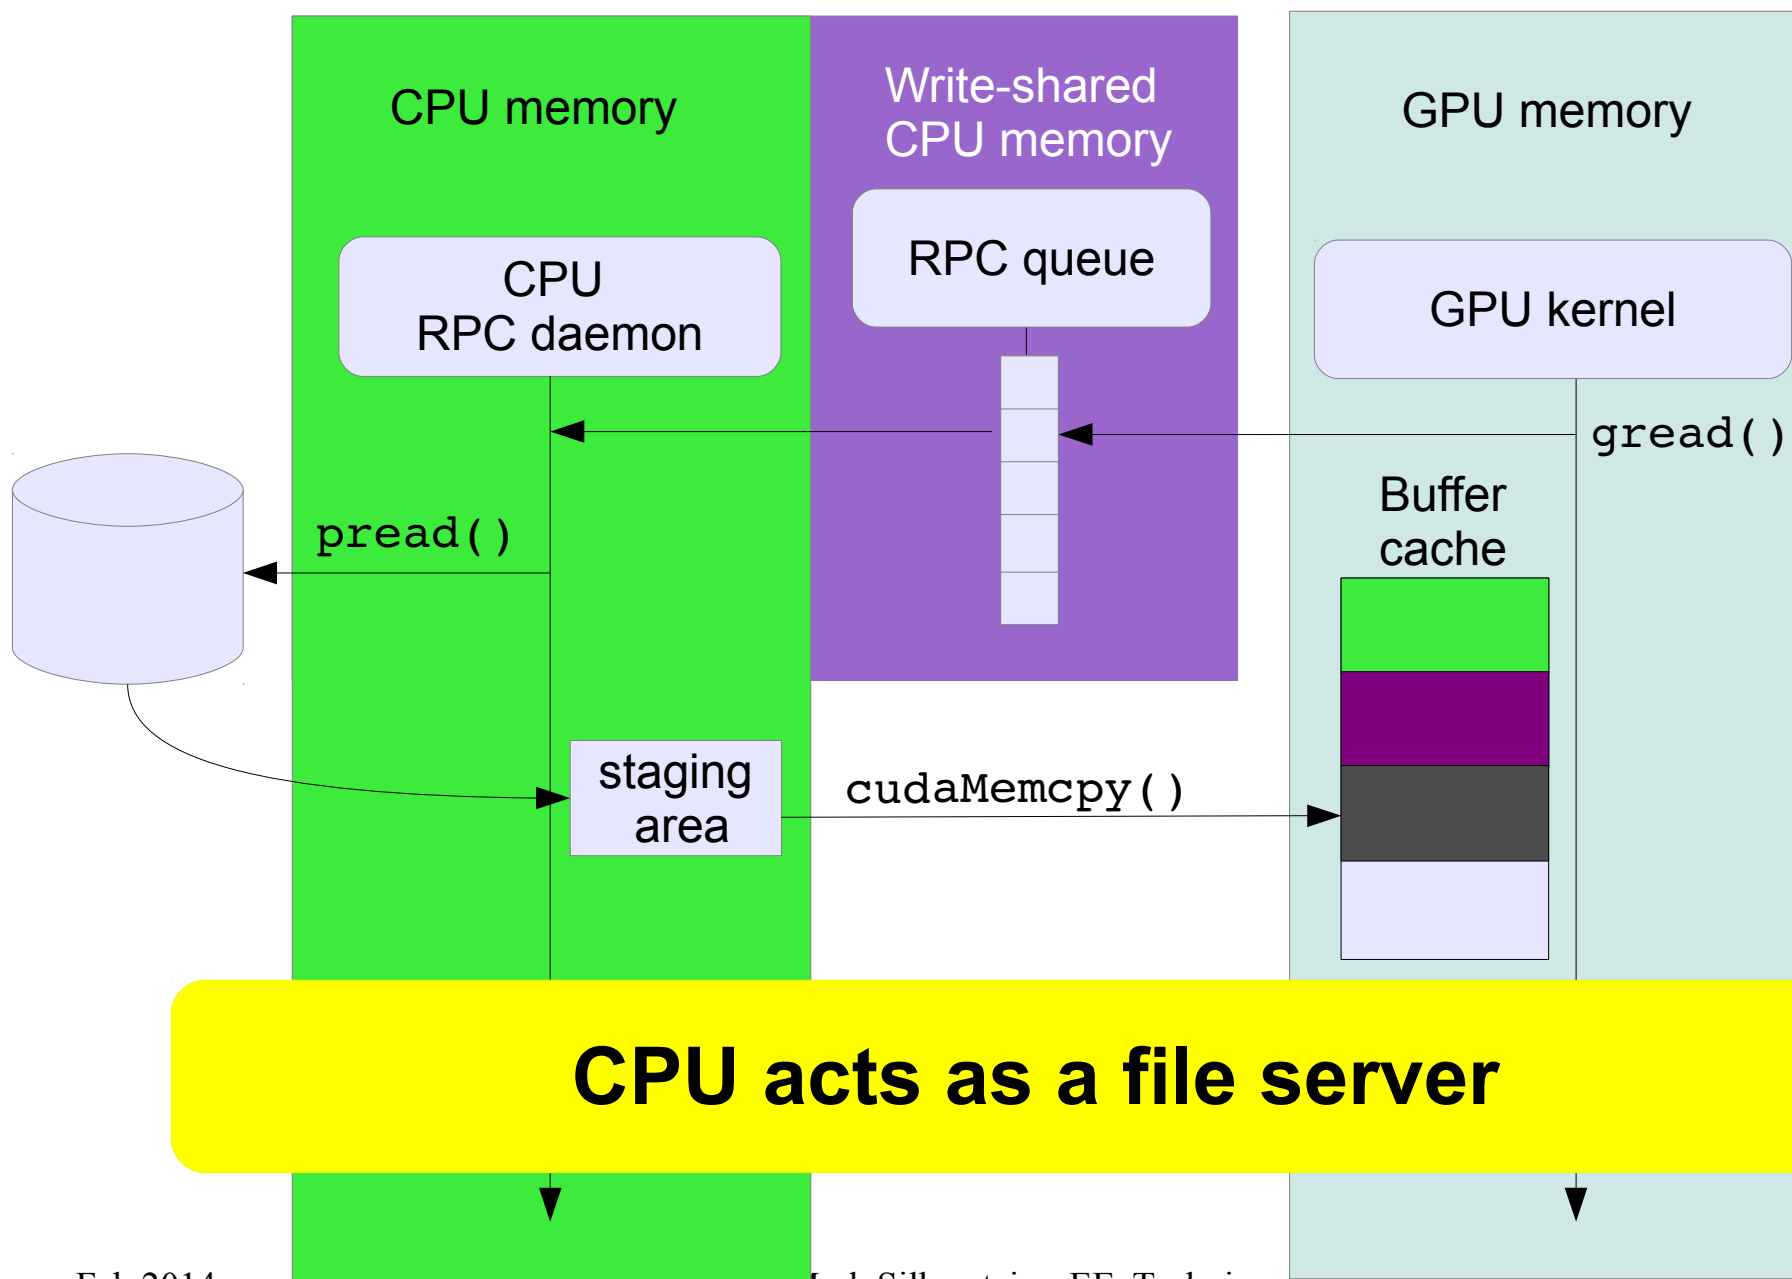 CPU memory
Write-shared
CPU memory
GPU memory
CPU
RPC daemon
RPC queue
GPU kernel
gread()
Buffer
cache
pread()
staging
area
cudaMemcpy()
CPU acts as a file server